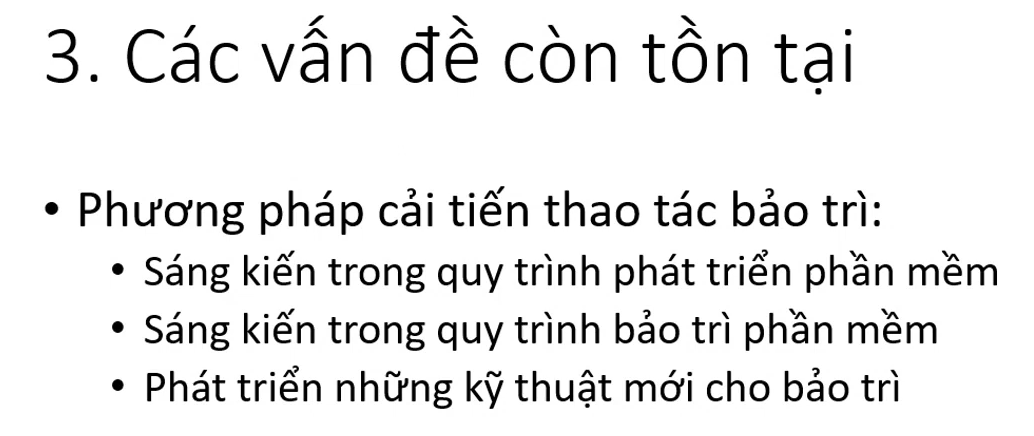 3. Các vấn đề còn tồn tại
• Phương pháp cải tiến thao tác bảo trì:
• Sáng kiến trong quy trình phát triển phần mềm
• Sáng kiến trong quy trình bảo trì phần mềm
• Phát triển những kỹ thuật mới cho bảo trì